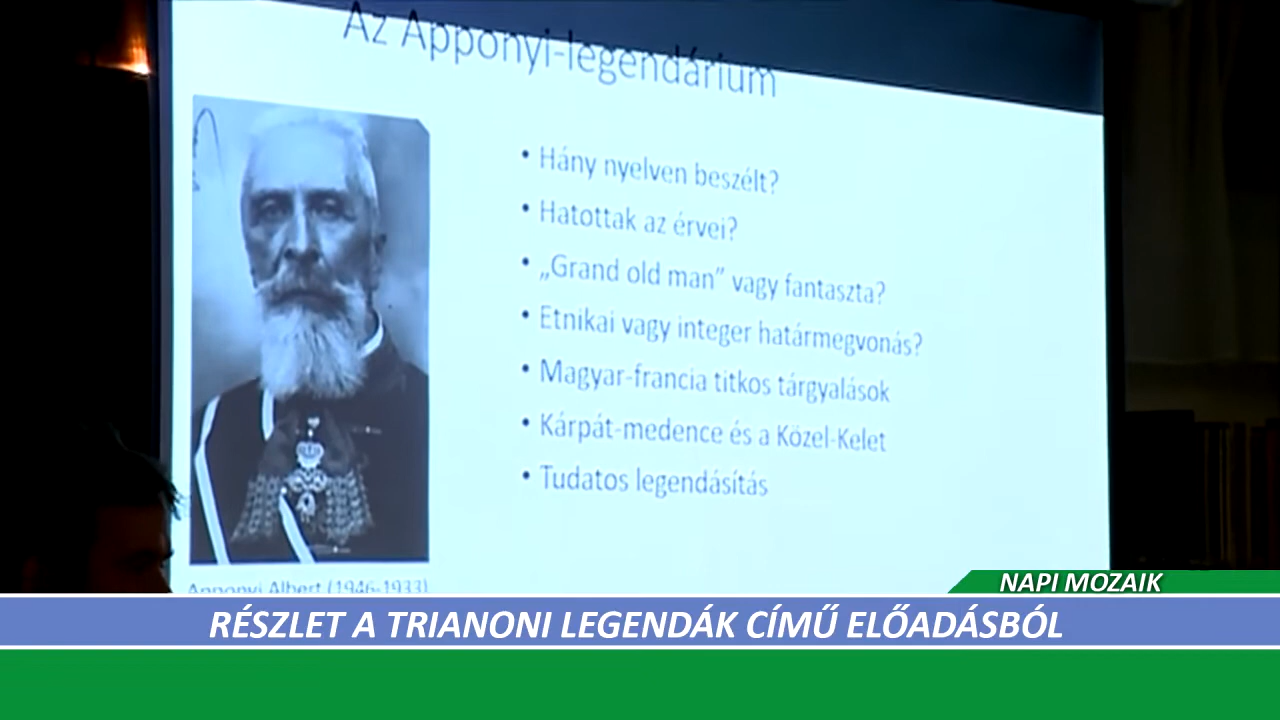 Az Apponyi-legendárium
• Hány nyelven beszélt?
• Hatottak az érvei?
• „Grand old man” vagy fantaszta?
• Etnikai vagy integer határmegvonás?
• Magyar-francia titkos tárgyalások
• Kárpát-medence és a Közel-Kelet
• Tudatos legendásítás
Apponyi Albert (1946-1933)
NAPI MOZAIK
RÉSZLET A TRIANONI LEGENDÁK CÍMŰ ELŐADÁSBÓL